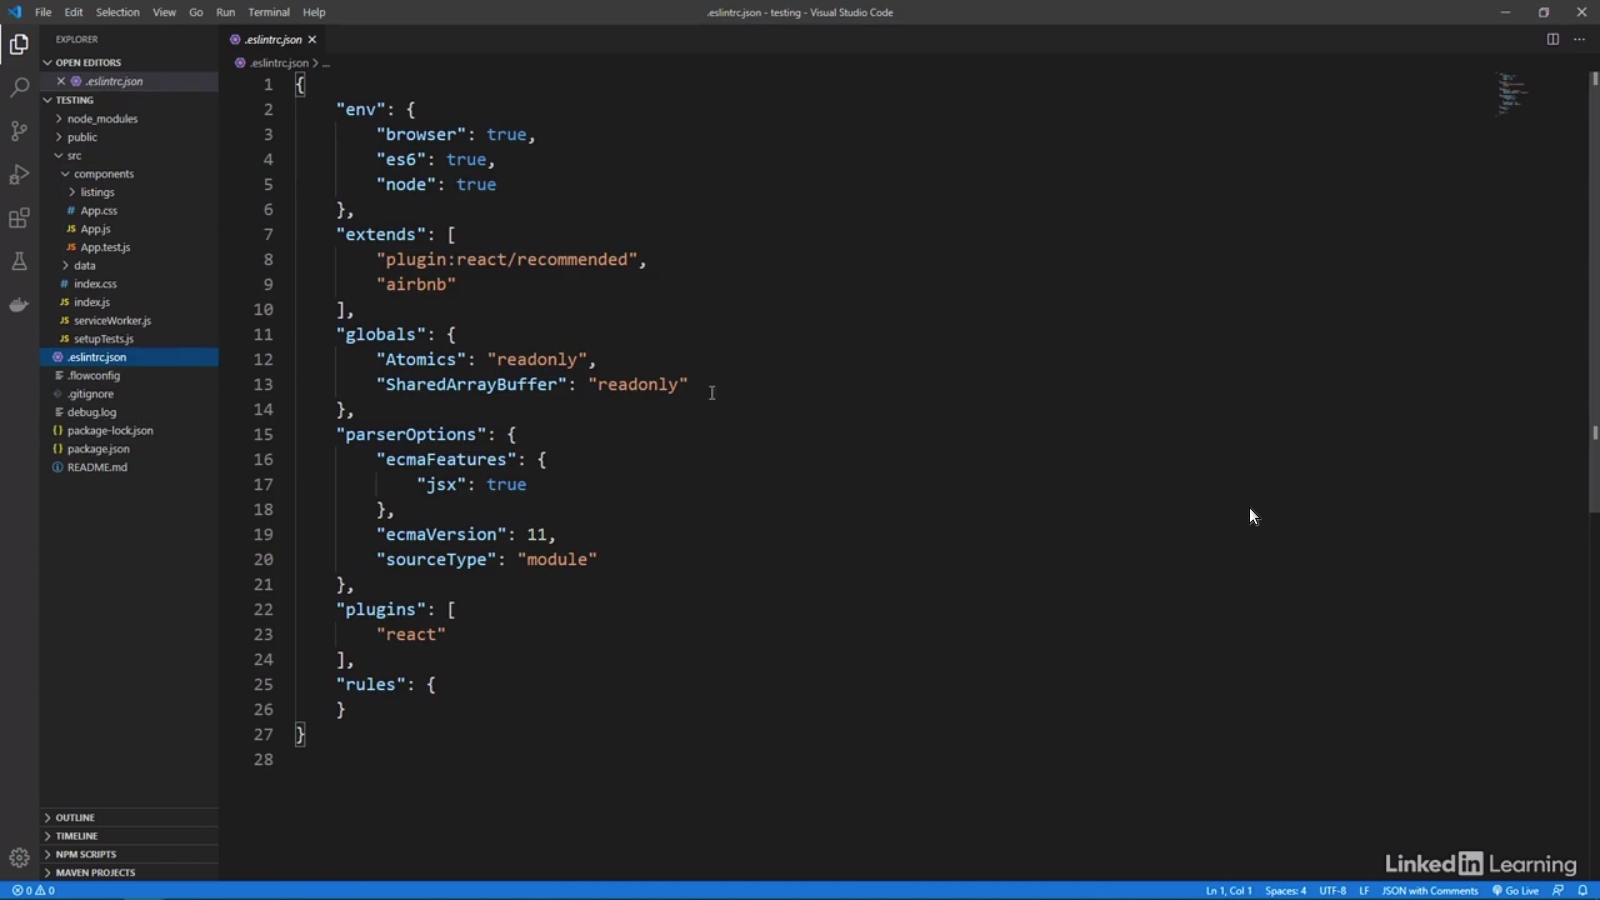 File Edit Selection View Go Run Terminal Help
.eslintrc.json - testing - Visual Studio Code
EXPLORER
OPEN EDITORS
.eslintrc.json
TESTING
node_modules
public
src
components
listings
# App.css
JS App.js
JS App.test.js
data
# index.css
JS index.js
JS serviceWorker.js
JS setupTests.js
.eslintrc.json
.flowconfig
.gitignore
debug.log
{} package-lock.json
{} package.json
README.md
OUTLINE
TIMELINE
NPM SCRIPTS
MAVEN PROJECTS
.eslintrc.json
.eslintrc.json > ...
1 {
2 "env": {
3 "browser": true,
4 "es6": true,
5 "node": true
6 },
7 "extends": [
8 "plugin:react/recommended",
9 "airbnb"
10 ],
11 "globals": {
12 "Atomics": "readonly",
13 "SharedArrayBuffer": "readonly"
14 },
15 "parserOptions": {
16 "ecmaFeatures": {
17 "jsx": true
18 },
19 "ecmaVersion": 11,
20 "sourceType": "module"
21 },
22 "plugins": [
23 "react"
24 ],
25 "rules": {
26 }
27 }
28
LinkedIn Learning
0 0 Ln 1, Col 1 Spaces: 4 UTF-8 LF JSON with Comments Go Live